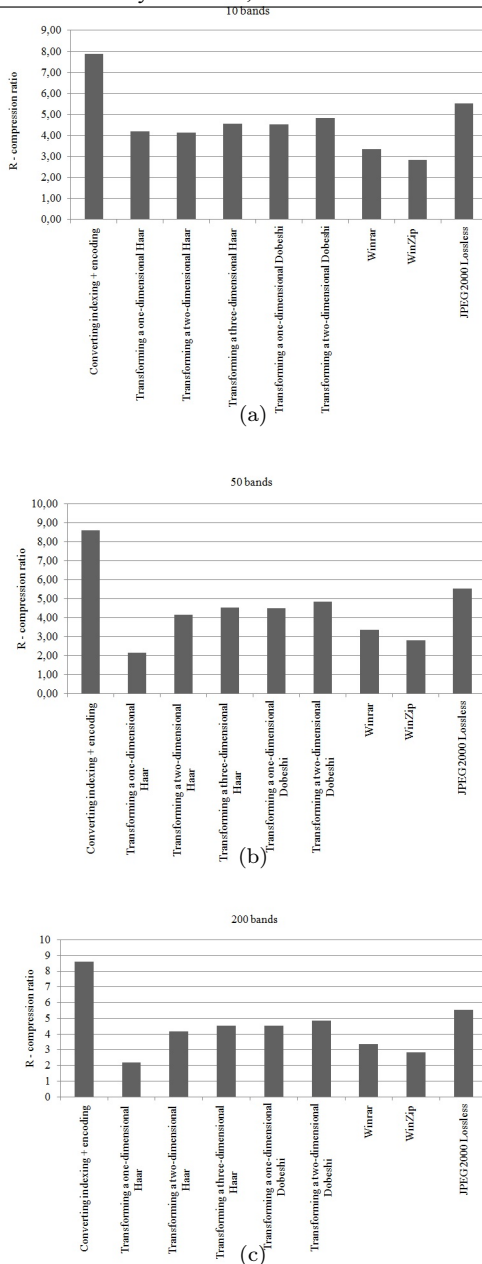 10 bands
R - compression ratio
9,00
8,00
7,00
6,00
5,00
4,00
3,00
2,00
1,00
0,00
Converting indexing + encoding
Transforming a one-dimensional Haar
Transforming a two-dimensional Haar
Transforming a three-dimensional Haar
Transforming a one-dimensional Dobeshi
Transforming a two-dimensional Dobeshi
Winrar
WinZip
JPEG 2000 Lossless
(a)
50 bands
R - compression ratio
10,00
9,00
8,00
7,00
6,00
5,00
4,00
3,00
2,00
1,00
0,00
Converting indexing + encoding
Transforming a one-dimensional
Haar
Transforming a two-dimensional
Haar
Transforming a three-dimensional
Haar
Transforming a one-dimensional
Dobeshi
Transforming a two-dimensional
Dobeshi
Winrar
WinZip
JPEG 2000 Lossless
(b)
200 bands
R - compression ratio
10
9
8
7
6
5
4
3
2
1
0
Converting indexing + encoding
Transforming a one-dimensional
Haar
Transforming a two-dimensional
Haar
Transforming a three-dimensional
Haar
Transforming a one-dimensional
Dobeshi
Transforming a two-dimensional
Dobeshi
Winrar
WinZip
JPEG 2000 Lossless
(c)